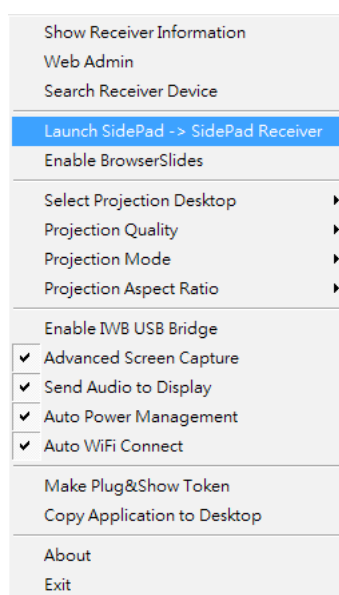 Show Receiver Information
Web Admin
Search Receiver Device
Launch SidePad -> SidePad Receiver
Enable BrowserSlides
Select Projection Desktop
Projection Quality
Projection Mode
Projection Aspect Ratio
Enable IWB USB Bridge
Advanced Screen Capture
Send Audio to Display
Auto Power Management
Auto WiFi Connect
Make Plug&Show Token
Copy Application to Desktop
About
Exit